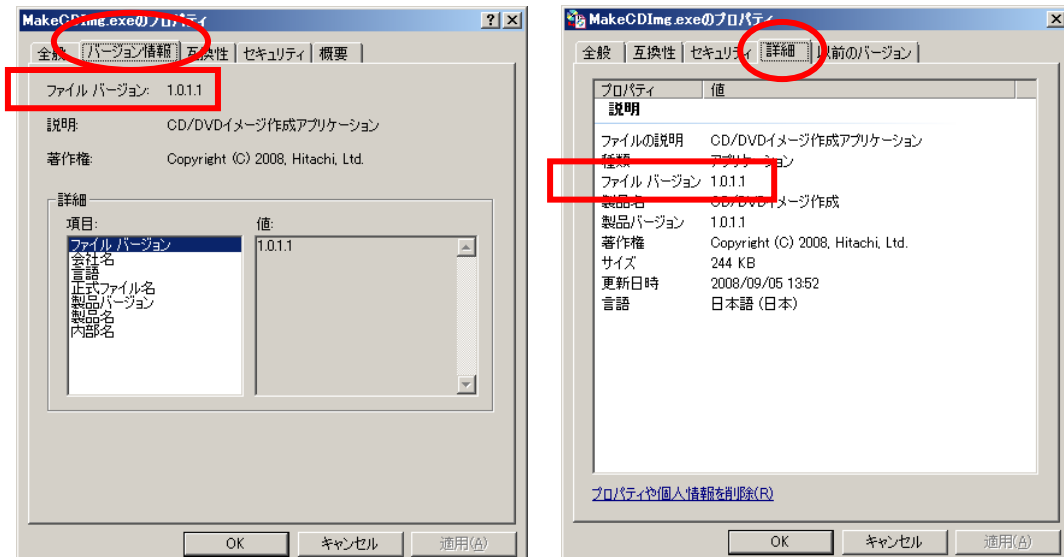 MakeCDImg.exeのプロパティ
全般 バージョン情報 互換性 セキュリティ 概要
ファイル バージョン: 1.0.1.1
説明: CD/DVDイメージ作成アプリケーション
著作権: Copyright (C) 2008, Hitachi, Ltd.
詳細
項目: 値:
ファイル バージョン 1.0.1.1
会社名
言語
正式ファイル名
製品バージョン
製品名
内部名
OK キャンセル 適用(A)
MakeCDImg.exeのプロパティ
全般 互換性 セキュリティ 詳細 以前のバージョン
プロパティ 値
説明
ファイルの説明 CD/DVDイメージ作成アプリケーション
種類 アプリケーション
ファイル バージョン 1.0.1.1
製品名 CD/DVDイメージ作成
製品バージョン 1.0.1.1
著作権 Copyright (C) 2008, Hitachi, Ltd.
サイズ 244 KB
更新日時 2008/09/05 13:52
言語 日本語 (日本)
プロパティや個人情報を削除(R)
OK キャンセル 適用(A)